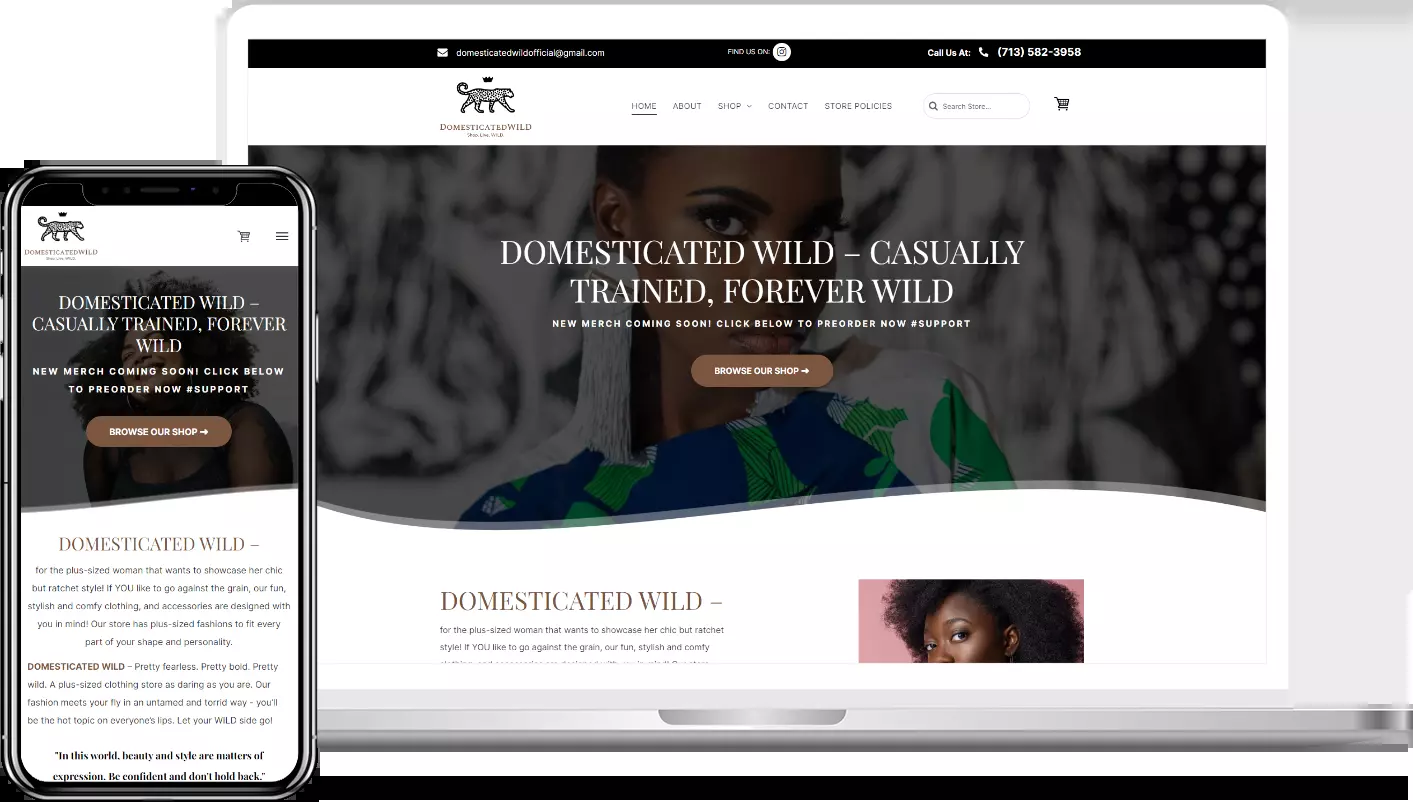 domesticatedwildofficial@gmail.com
FIND US ON:
Call Us At: (713) 582-3958
DOMESTICATEDWILD
Shop. Live. WILD.
HOME ABOUT SHOP CONTACT STORE POLICIES
Search Store...
DOMESTICATED WILD – CASUALLY
TRAINED, FOREVER WILD
NEW MERCH COMING SOON! CLICK BELOW TO PREORDER NOW #SUPPORT
BROWSE OUR SHOP ➞
DOMESTICATED WILD –
for the plus-sized woman that wants to showcase her chic but ratchet
style! If YOU like to go against the grain, our fun, stylish and comfy
DOMESTICATEDWILD
Shop. Live. WILD.
DOMESTICATED WILD –
CASUALLY TRAINED, FOREVER
WILD
NEW MERCH COMING SOON! CLICK BELOW
TO PREORDER NOW #SUPPORT
BROWSE OUR SHOP ➞
DOMESTICATED WILD –
for the plus-sized woman that wants to showcase her chic
but ratchet style! If YOU like to go against the grain, our fun,
stylish and comfy clothing, and accessories are designed with
you in mind! Our store has plus-sized fashions to fit every
part of your shape and personality.
DOMESTICATED WILD – Pretty fearless. Pretty bold. Pretty
wild. A plus-sized clothing store as daring as you are. Our
fashion meets your fly in an untamed and torrid way - you'll
be the hot topic on everyone's lips. Let your WILD side go!
"In this world, beauty and style are matters of
expression. Be confident and don't hold back."